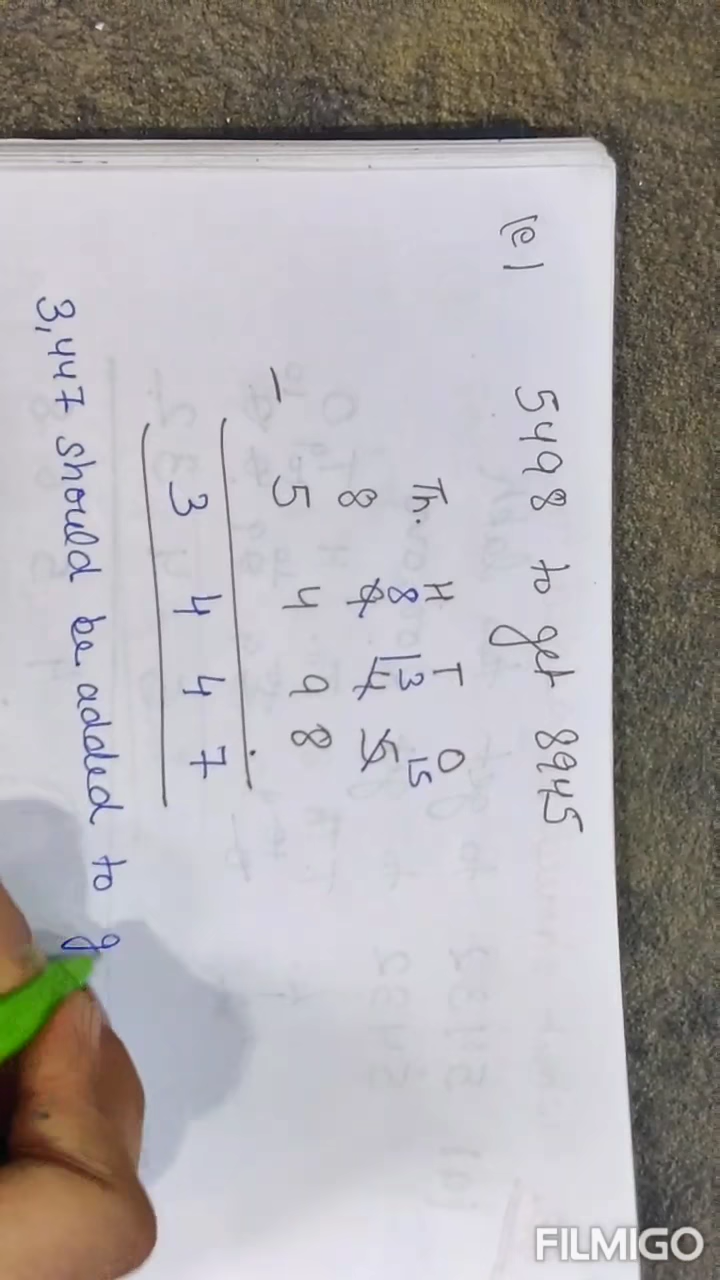 (e) 5498 to get 8945
Th. H T O
8 13 15
8 9 4 5
- 5 4 9 8
3 4 4 7
3,447 should be added to g
FILMIGO